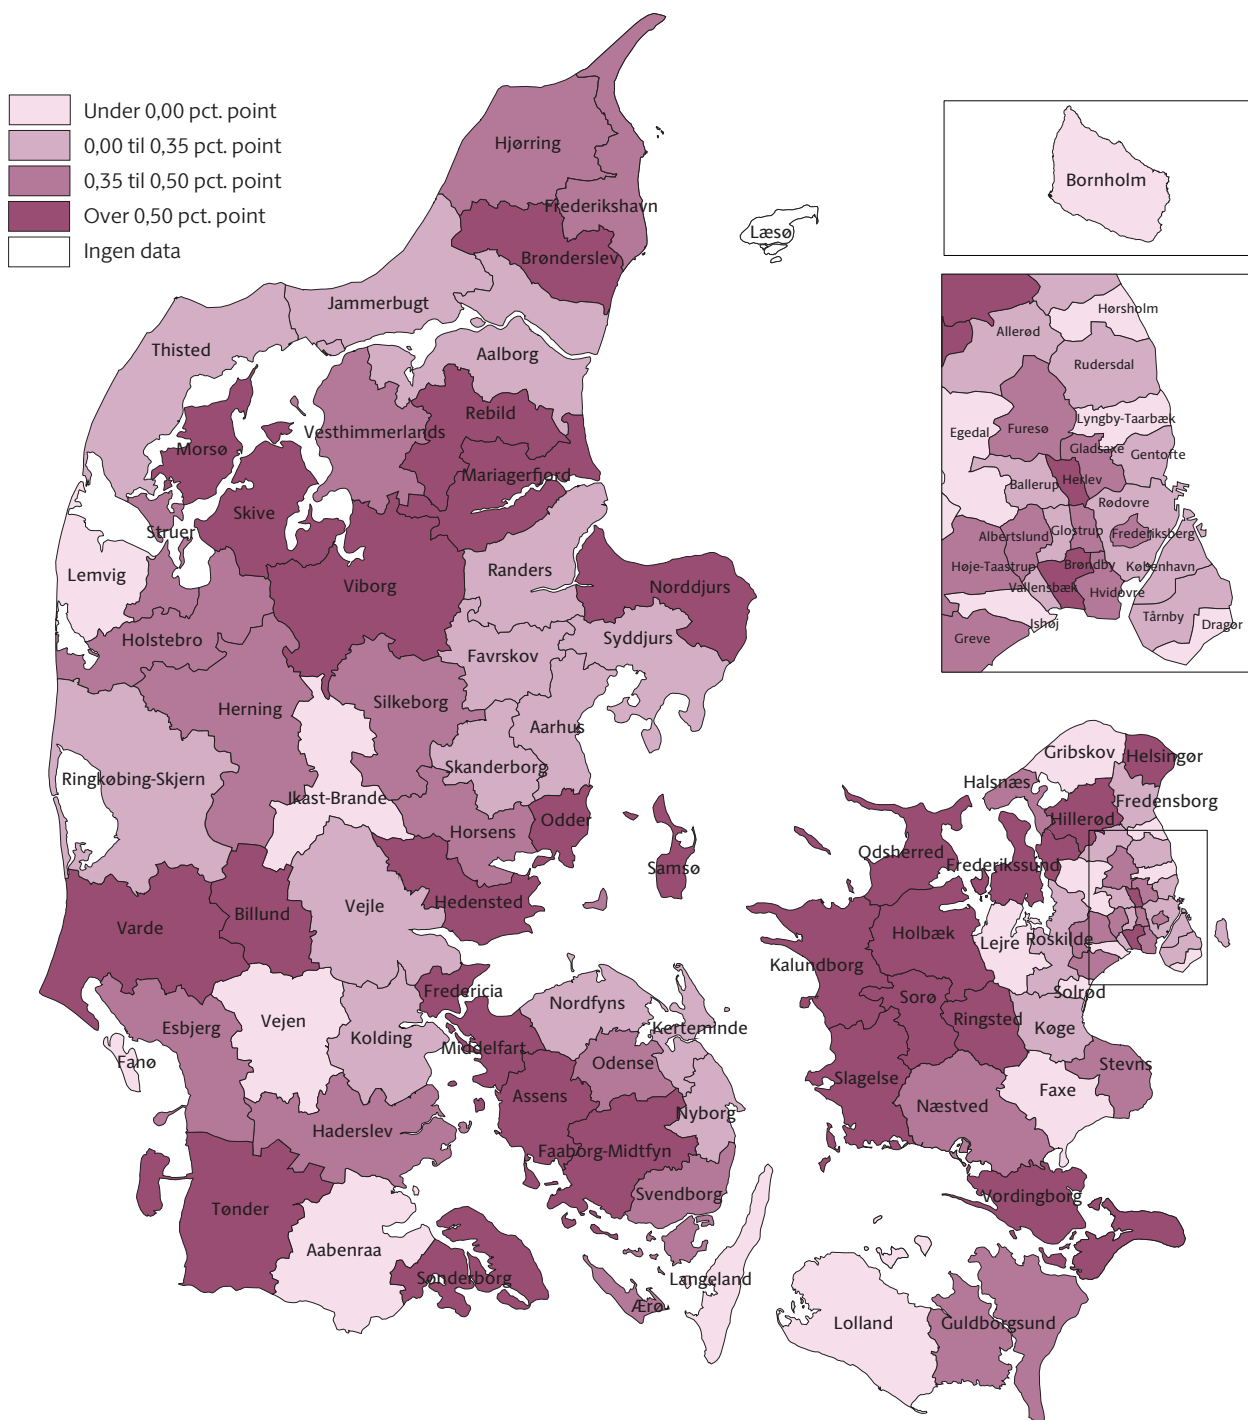 Under 0,00 pct. point
0,00 til 0,35 pct. point
0,35 til 0,50 pct. point
Over 0,50 pct. point
Ingen data
Hjørring
Frederikshavn
Læsø
Brønderslev
Jammerbugt
Thisted
Aalborg
Rebild
Vesthimmerlands
Morsø
Mariagerfjord
Skive
Struer
Lemvig
Viborg
Randers
Norddjurs
Holstebro
Syddjurs
Favrskov
Silkeborg
Herning
Aarhus
Skanderborg
Ringkøbing-Skjern
Ikast-Brande
Horsens
Odder
Samsø
Hedensted
Billund
Vejle
Varde
Fredericia
Esbjerg
Vejen
Kolding
Fanø
Haderslev
Tønder
Aabenraa
Sønderborg
Nordfyns
Kerteminde
Middelfart
Odense
Assens
Nyborg
Faaborg-Midtfyn
Svendborg
Langeland
Ærø
Bornholm
Hørsholm
Allerød
Rudersdal
Lyngby-Taarbæk
Egedal
Furesø
Gladsaxe
Gentofte
Ballerup
Herlev
Rødovre
Albertslund
Glostrup
Frederiksberg
Høje-Taastrup
Brøndby
København
Vallensbæk
Hvidovre
Ishøj
Tårnby
Dragør
Greve
Gribskov
Helsingør
Halsnæs
Fredensborg
Hillerød
Odsherred
Frederikssund
Holbæk
Lejre
Roskilde
Kalundborg
Solrød
Sorø
Ringsted
Køge
Stevns
Slagelse
Næstved
Faxe
Vordingborg
Lolland
Guldborgsund